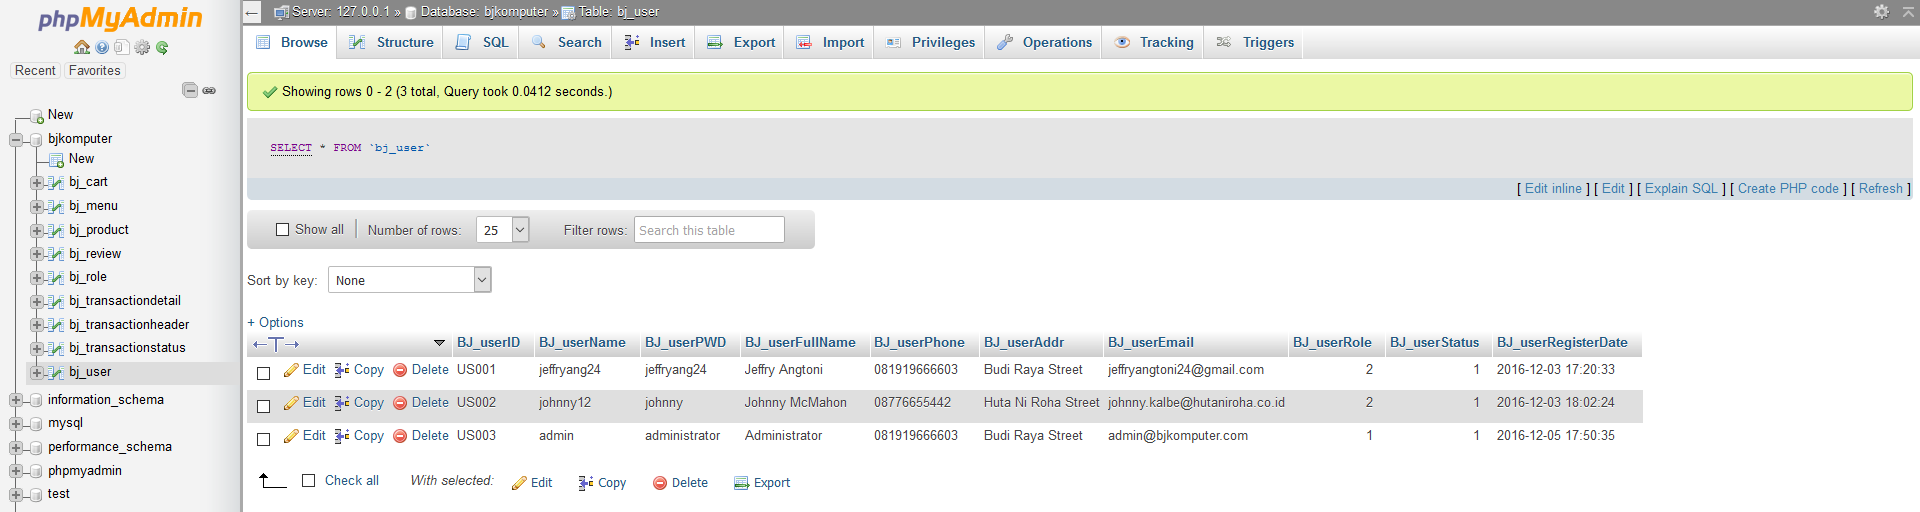 phpMyAdmin
Recent Favorites
New
bjkomputer
New
bj_cart
bj_menu
bj_product
bj_review
bj_role
bj_transactiondetail
bj_transactionheader
bj_transactionstatus
bj_user
information_schema
mysql
performance_schema
phpmyadmin
test
Server: 127.0.0.1 » Database: bjkomputer » Table: bj_user
Browse Structure SQL Search Insert Export Import Privileges Operations Tracking Triggers
Showing rows 0 - 2 (3 total, Query took 0.0412 seconds.)
SELECT * FROM `bj_user`
[ Edit inline ] [ Edit ] [ Explain SQL ] [ Create PHP code ] [ Refresh ]
Show all Number of rows: 25 Filter rows: Search this table
Sort by key: None
+ Options
BJ_userID BJ_userName BJ_userPWD BJ_userFullName BJ_userPhone BJ_userAddr BJ_userEmail BJ_userRole BJ_userStatus BJ_userRegisterDate
Edit Copy Delete US001 jeffryang24 jeffryang24 Jeffry Angtoni 081919666603 Budi Raya Street jeffryangtoni24@gmail.com 2 1 2016-12-03 17:20:33
Edit Copy Delete US002 johnny12 johnny Johnny McMahon 08776655442 Huta Ni Roha Street johnny.kalbe@hutaniroha.co.id 2 1 2016-12-03 18:02:24
Edit Copy Delete US003 admin administrator Administrator 081919666603 Budi Raya Street admin@bjkomputer.com 1 1 2016-12-05 17:50:35
Check all With selected: Edit Copy Delete Export